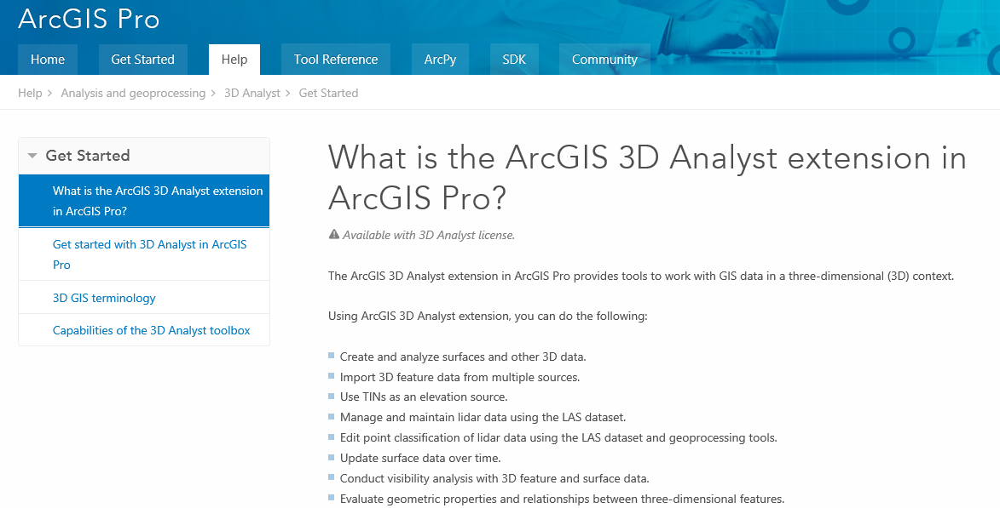 ArcGIS Pro
Home Get Started Help Tool Reference ArcPy SDK Community
Help > Analysis and geoprocessing > 3D Analyst > Get Started
Get Started
What is the ArcGIS 3D Analyst extension
in ArcGIS Pro?
Get started with 3D Analyst in ArcGIS
Pro
3D GIS terminology
Capabilities of the 3D Analyst toolbox
What is the ArcGIS 3D Analyst extension in
ArcGIS Pro?
Available with 3D Analyst license.
The ArcGIS 3D Analyst extension in ArcGIS Pro provides tools to work with GIS data in a three-dimensional (3D) context.
Using ArcGIS 3D Analyst extension, you can do the following:
Create and analyze surfaces and other 3D data.
Import 3D feature data from multiple sources.
Use TINs as an elevation source.
Manage and maintain lidar data using the LAS dataset.
Edit point classification of lidar data using the LAS dataset and geoprocessing tools.
Update surface data over time.
Conduct visibility analysis with 3D feature and surface data.
Evaluate geometric properties and relationships between three-dimensional features.